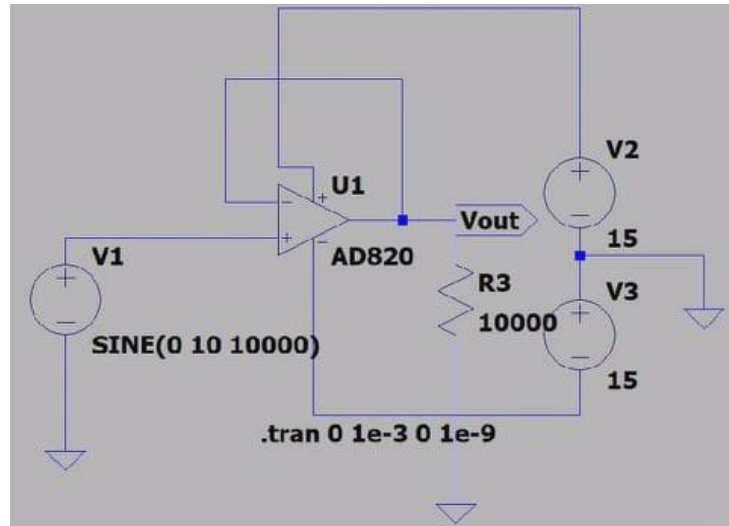 V2
U1
Vout
15
V1
AD820
R3
V3
10000
SINE(0 10 10000)
15
.tran 0 1e-3 0 1e-9